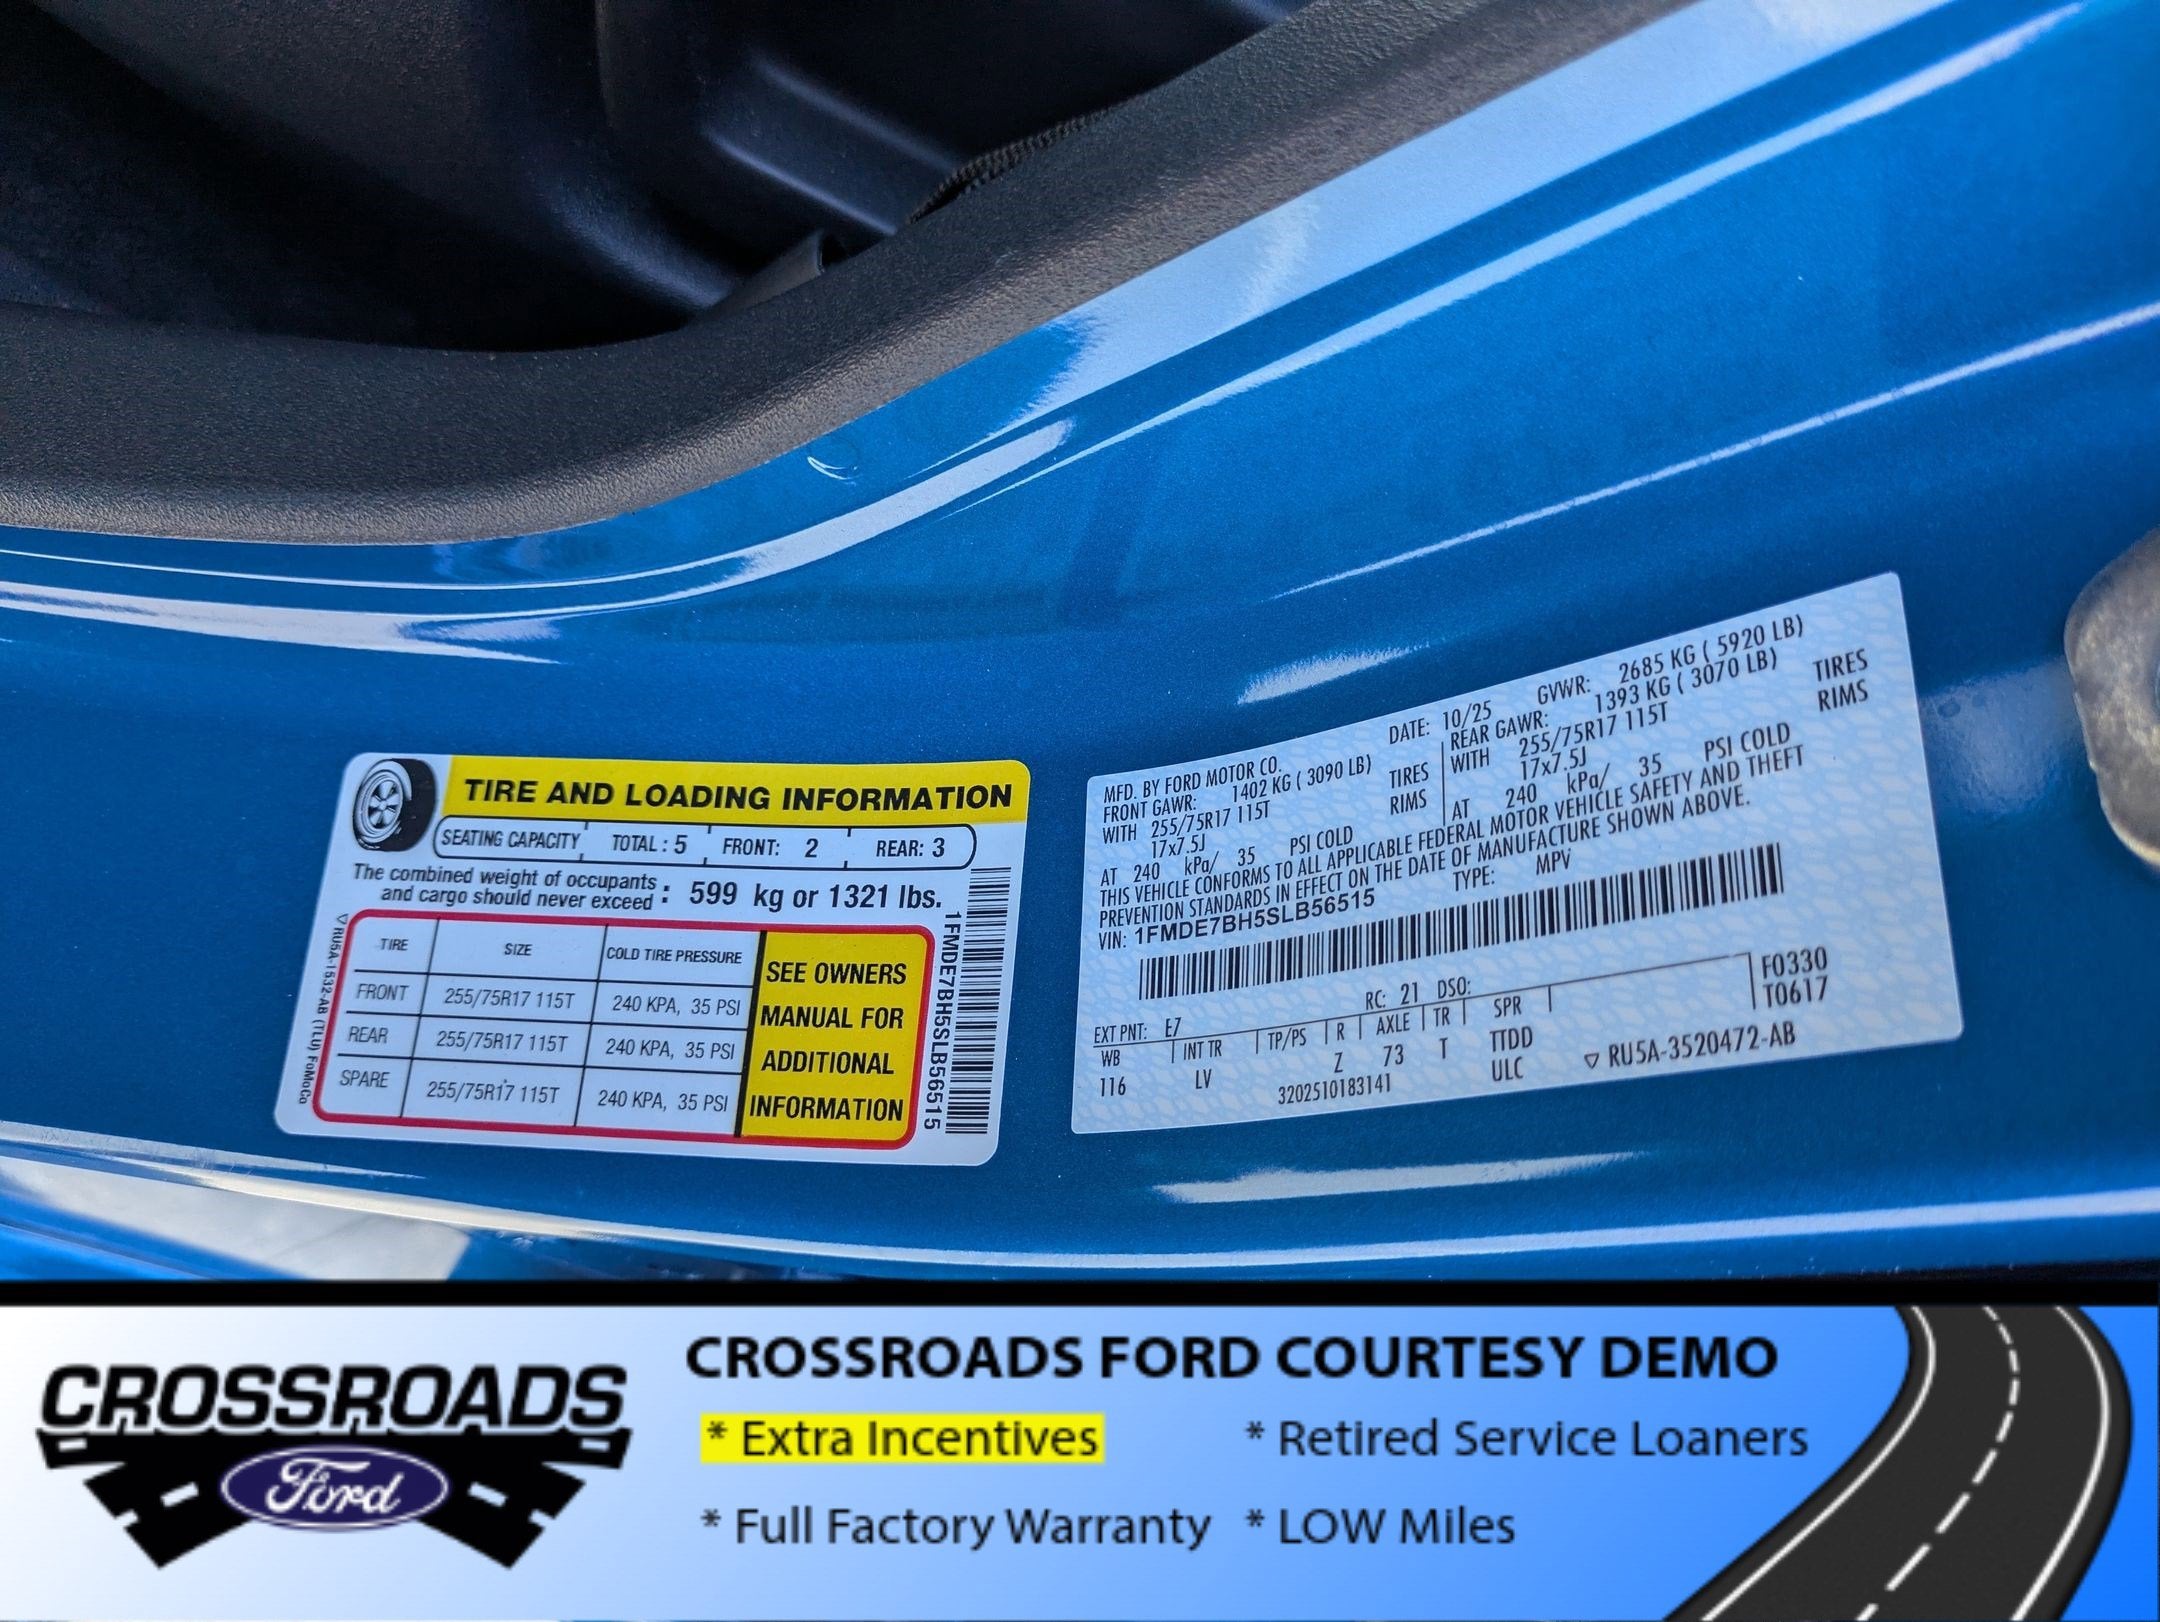 TIRE AND LOADING INFORMATION
SEATING CAPACITY TOTAL : 5 FRONT: 2 REAR: 3
The combined weight of occupants
and cargo should never exceed : 599 kg or 1321 lbs.
TIRE SIZE COLD TIRE PRESSURE
FRONT 255/75R17 115T 240 KPA, 35 PSI
REAR 255/75R17 115T 240 KPA, 35 PSI
SPARE 255/75R17 115T 240 KPA, 35 PSI
SEE OWNERS
MANUAL FOR
ADDITIONAL
INFORMATION
RU5A-1532-AB (TLU) FoMoCo
1FMDE7BH5SLB56515
MFD. BY FORD MOTOR CO. DATE: 10/25 GVWR: 2685 KG ( 5920 LB)
FRONT GAWR: 1402 KG ( 3090 LB) REAR GAWR: 1393 KG ( 3070 LB)
WITH 255/75R17 115T TIRES WITH 255/75R17 115T TIRES
17x7.5J RIMS 17x7.5J RIMS
AT 240 kPa/ 35 PSI COLD AT 240 kPa/ 35 PSI COLD
THIS VEHICLE CONFORMS TO ALL APPLICABLE FEDERAL MOTOR VEHICLE SAFETY AND THEFT
PREVENTION STANDARDS IN EFFECT ON THE DATE OF MANUFACTURE SHOWN ABOVE.
VIN: 1FMDE7BH5SLB56515 TYPE: MPV
F0330
T0617
EXT PNT: E7 RC: 21 DSO:
WB INT TR TP/PS R AXLE TR SPR
116 LV Z 73 T TTDD
ULC
3202510183141
RU5A-3520472-AB
CROSSROADS
Ford
CROSSROADS FORD COURTESY DEMO
* Extra Incentives * Retired Service Loaners
* Full Factory Warranty * LOW Miles